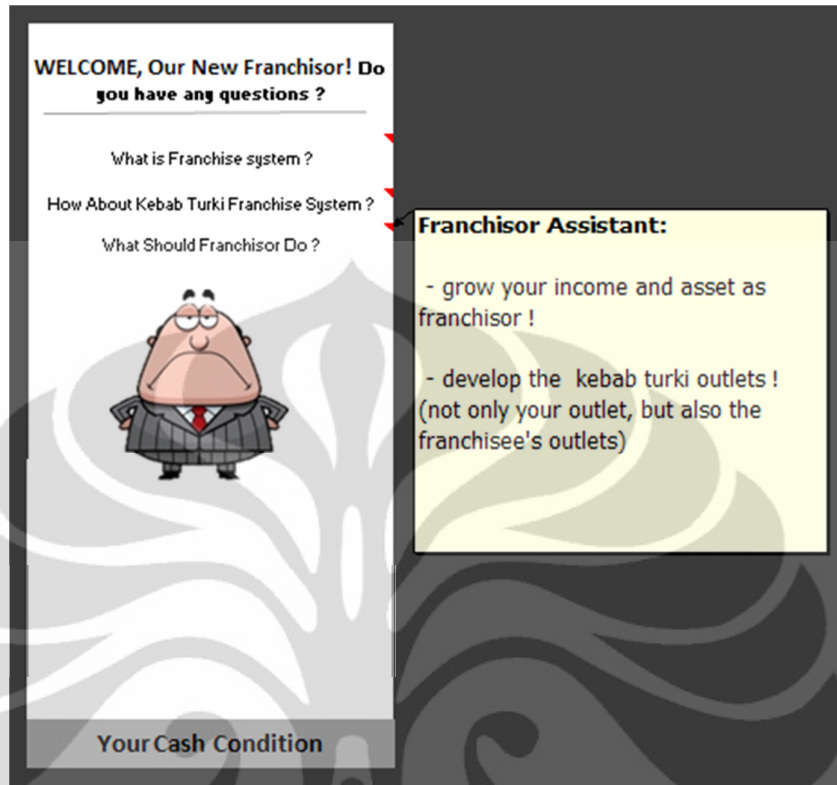 WELCOME, Our New Franchisor! Do
you have any questions ?
What is Franchise system ?
How About Kebab Turki Franchise System ?
What Should Franchisor Do ?
Franchisor Assistant:
- grow your income and asset as
franchisor !
- develop the kebab turki outlets !
(not only your outlet, but also the
franchisee's outlets)
Your Cash Condition